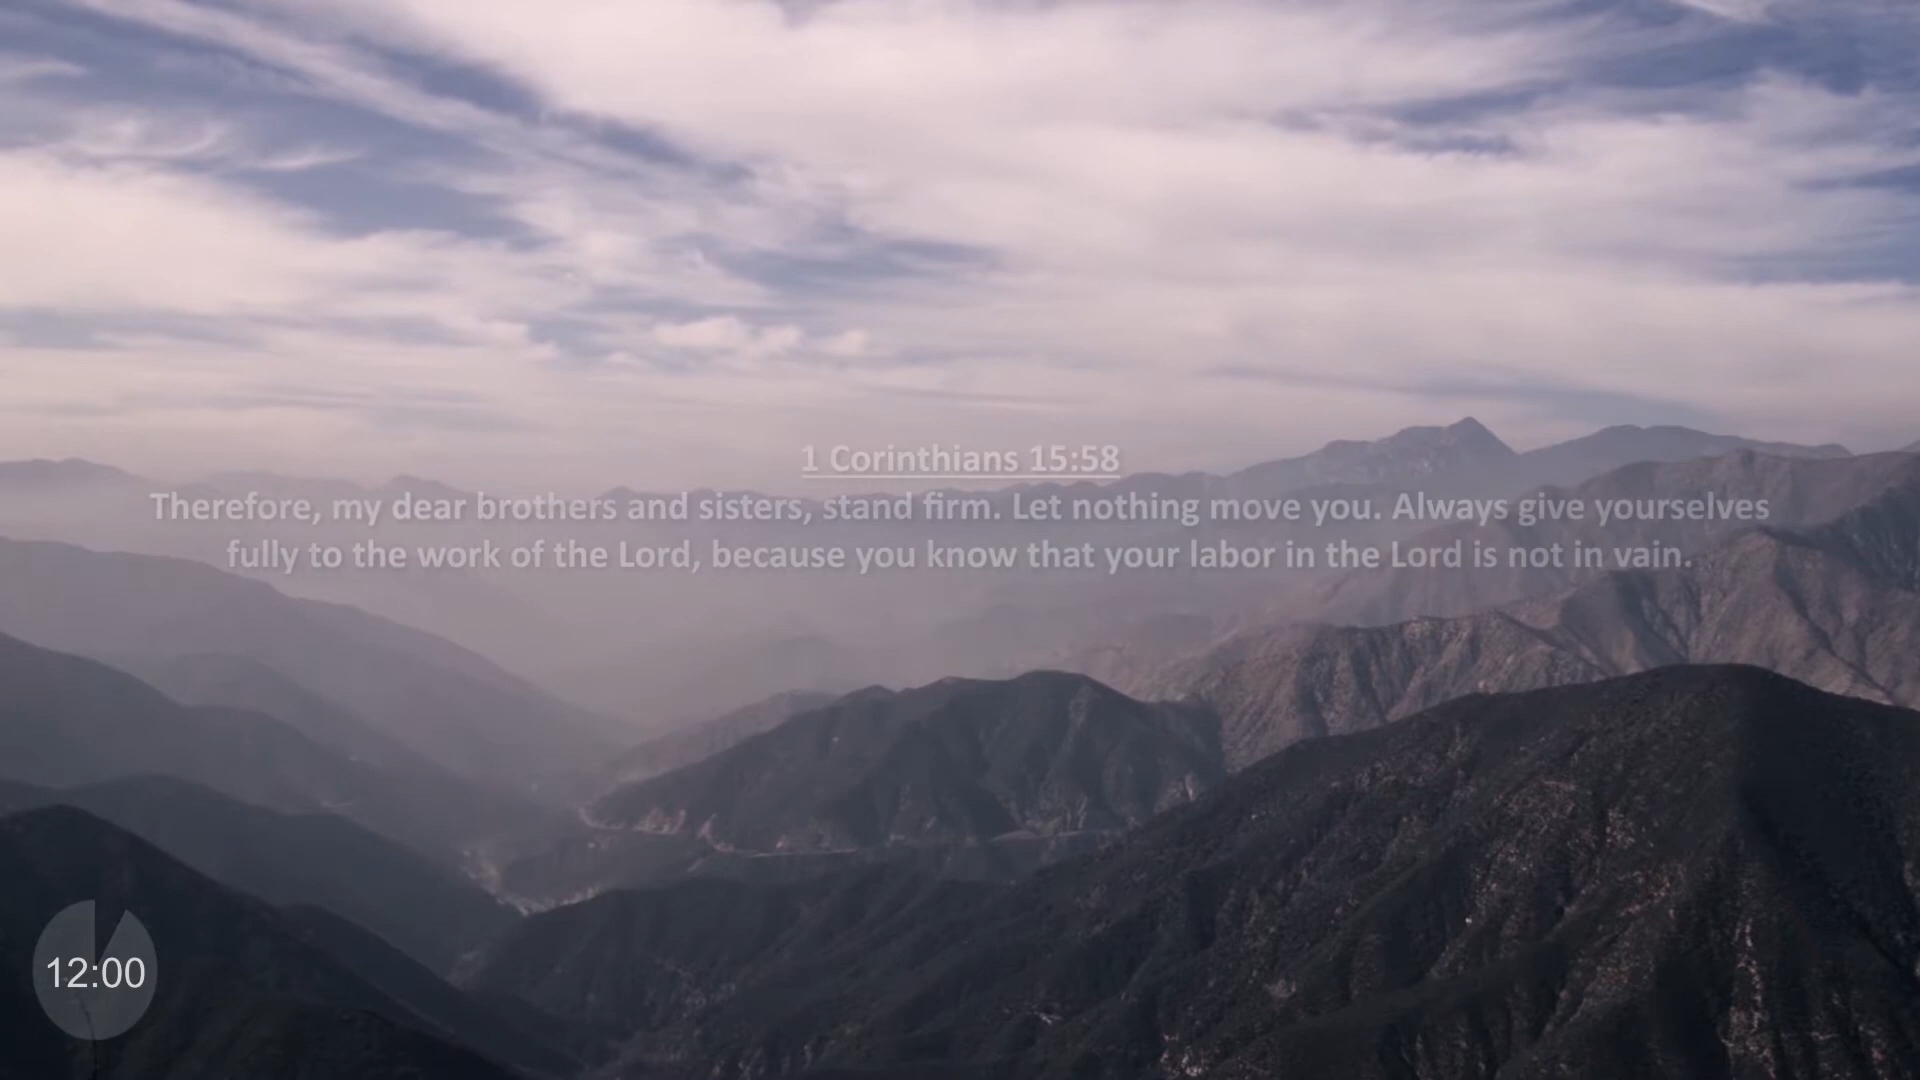 1 Corinthians 15:58
Therefore, my dear brothers and sisters, stand firm. Let nothing move you. Always give yourselves
fully to the work of the Lord, because you know that your labor in the Lord is not in vain.
12:00